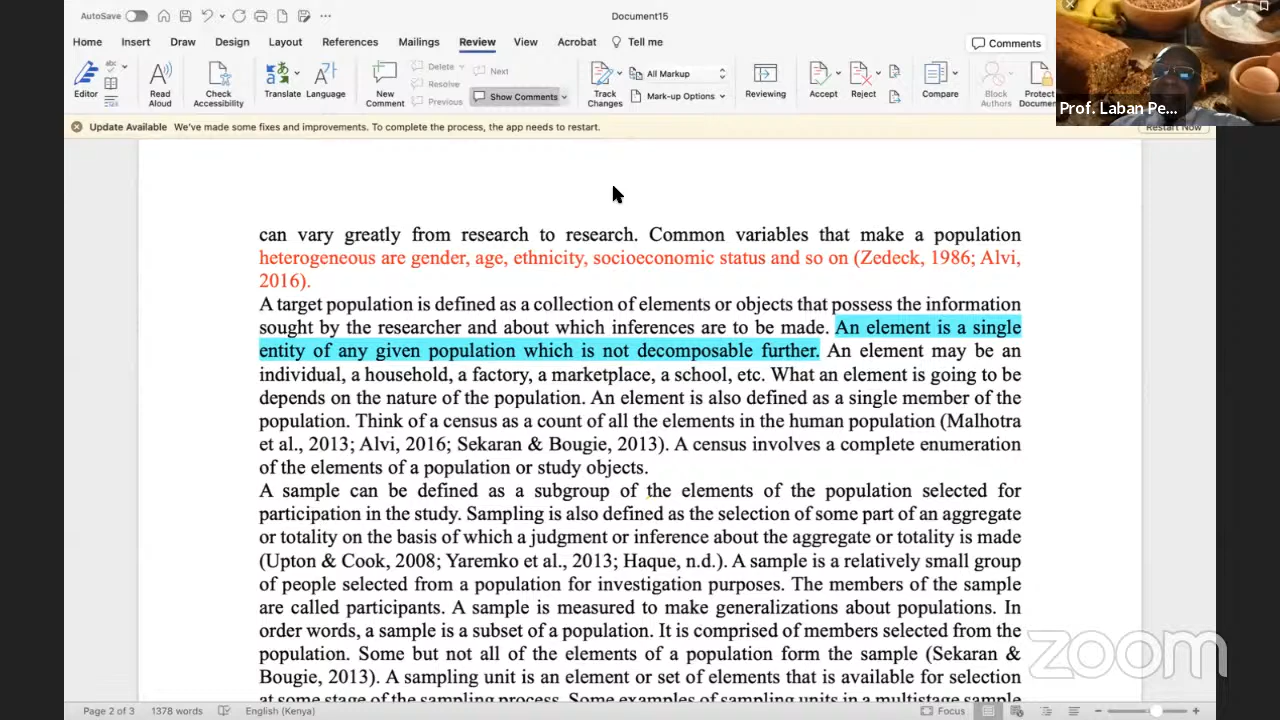 AutoSave
Document15
Home Insert Draw Design Layout References Mailings Review View Acrobat Tell me
Comments
Editor
Read Aloud
Check Accessibility
Translate
Language
New Comment
Delete
Resolve
Previous
Next
Show Comments
Track Changes
All Markup
Mark-up Options
Reviewing
Accept
Reject
Compare
Block Authors
Protect
Prof. Laban Pe...
Update Available We've made some fixes and improvements. To complete the process, the app needs to restart.
Restart Now
can vary greatly from research to research. Common variables that make a population
heterogeneous are gender, age, ethnicity, socioeconomic status and so on (Zedeck, 1986; Alvi,
2016).
A target population is defined as a collection of elements or objects that possess the information
sought by the researcher and about which inferences are to be made. An element is a single
entity of any given population which is not decomposable further. An element may be an
individual, a household, a factory, a marketplace, a school, etc. What an element is going to be
depends on the nature of the population. An element is also defined as a single member of the
population. Think of a census as a count of all the elements in the human population (Malhotra
et al., 2013; Alvi, 2016; Sekaran & Bougie, 2013). A census involves a complete enumeration
of the elements of a population or study objects.
A sample can be defined as a subgroup of the elements of the population selected for
participation in the study. Sampling is also defined as the selection of some part of an aggregate
or totality on the basis of which a judgment or inference about the aggregate or totality is made
(Upton & Cook, 2008; Yaremko et al., 2013; Haque, n.d.). A sample is a relatively small group
of people selected from a population for investigation purposes. The members of the sample
are called participants. A sample is measured to make generalizations about populations. In
order words, a sample is a subset of a population. It is comprised of members selected from the
population. Some but not all of the elements of a population form the sample (Sekaran &
Bougie, 2013). A sampling unit is an element or set of elements that is available for selection
at some stage of the sampling process. Some examples of sampling units in a multistage sample
zoom
Page 2 of 3 1378 words English (Kenya) Focus